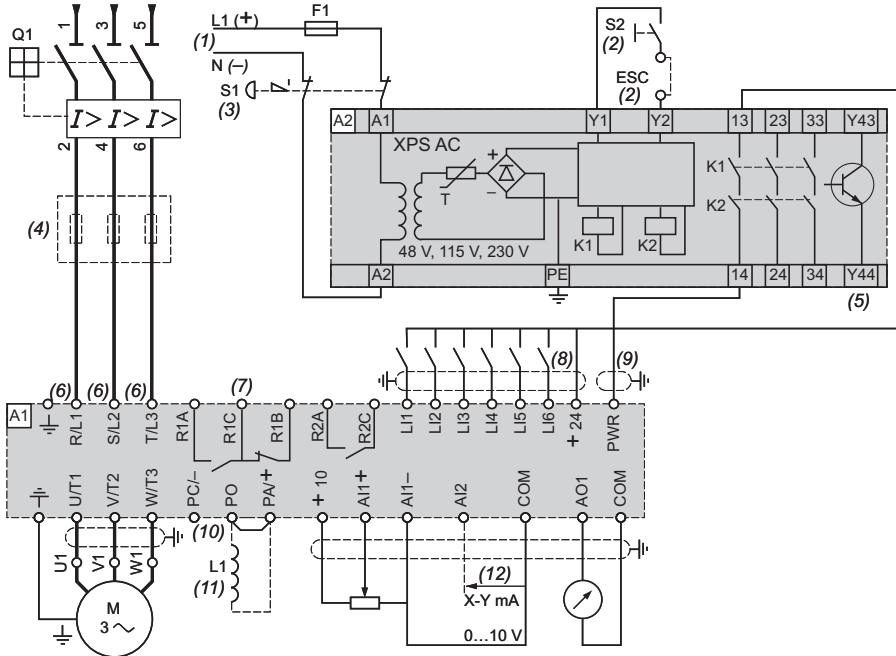 Q1
1 3 5
I> I> I>
2 4 6
(4)
L1 (+)
F1
(1)
N (–)
S1
(3)
S2
(2)
ESC
(2)
A2 A1 Y1 Y2 13 23 33 Y43
XPS AC
+
–
T
K1
K2
K1
K2
48 V, 115 V, 230 V
A2 PE 14 24 34 Y44
(5)
(6) (6) (6) (7) (8) (9)
A1
R/L1 S/L2 T/L3 R1A R1C R1B R2A R2C LI1 LI2 LI3 LI4 LI5 LI6 + 24 PWR
U/T1 V/T2 W/T3 PC/– PO PA/+ + 10 AI1+ AI1– AI2 COM AO1 COM
(10)
U1 V1 W1
L1
(11)
(12)
X-Y mA
0...10 V
M
3 ~